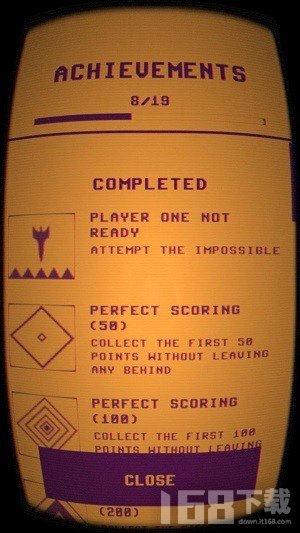 ACHIEVEMENTS
8/19
3
COMPLETED
PLAYER ONE NOT
READY
ATTEMPT THE IMPOSSIBLE
PERFECT SCORING
(50)
COLLECT THE FIRST 50
POINTS WITHOUT LEAVING
ANY BEHIND
PERFECT SCORING
(100)
COLLECT THE FIRST 100
POINTS WITHOUT LEAVING
CLOSE
(200)
168下载
down.it168.com